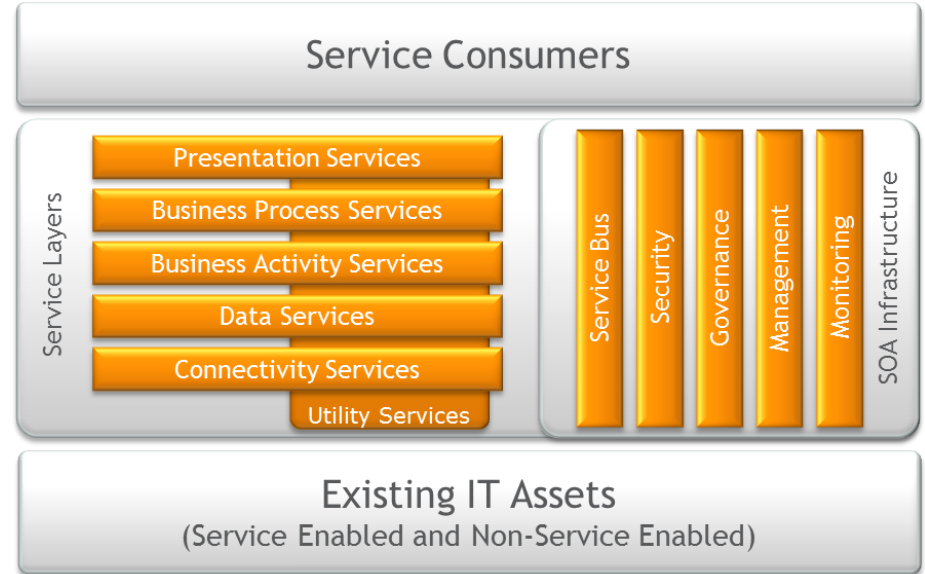 Service Consumers
Service Layers
Presentation Services
Business Process Services
Business Activity Services
Data Services
Connectivity Services
Utility Services
Service Bus
Security
Governance
Management
Monitoring
SOA Infrastructure
Existing IT Assets
(Service Enabled and Non-Service Enabled)